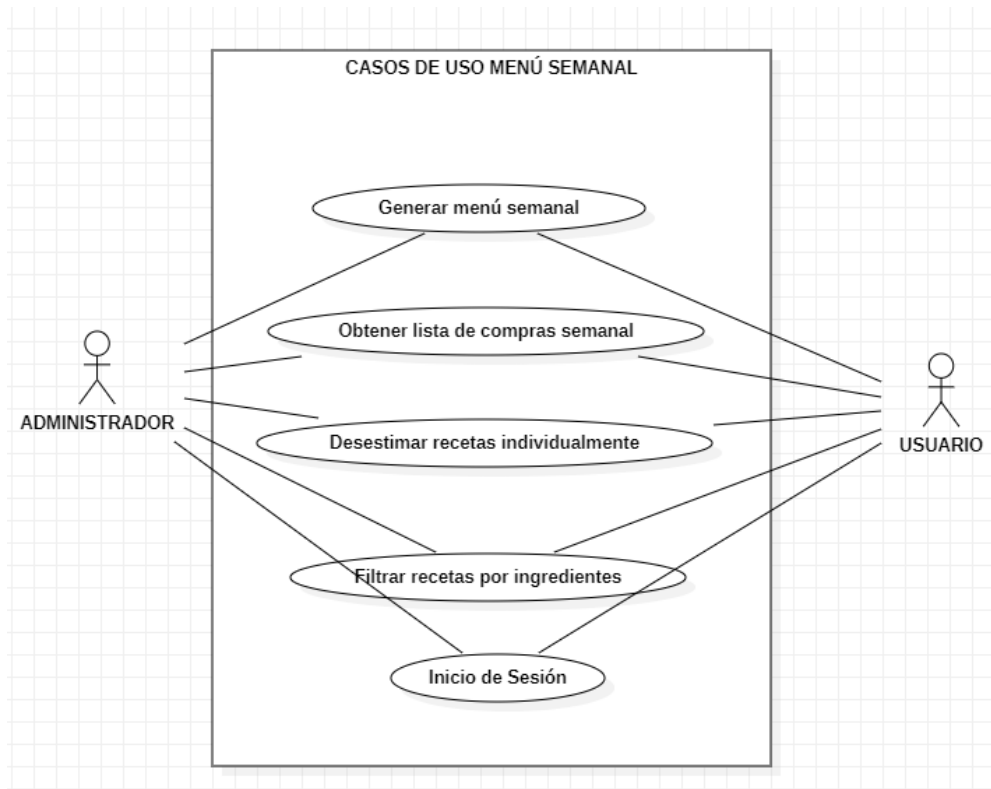 CASOS DE USO MENÚ SEMANAL
Generar menú semanal
Obtener lista de compras semanal
ADMINISTRADOR
Desestimar recetas individualmente
USUARIO
Filtrar recetas por ingredientes
Inicio de Sesión